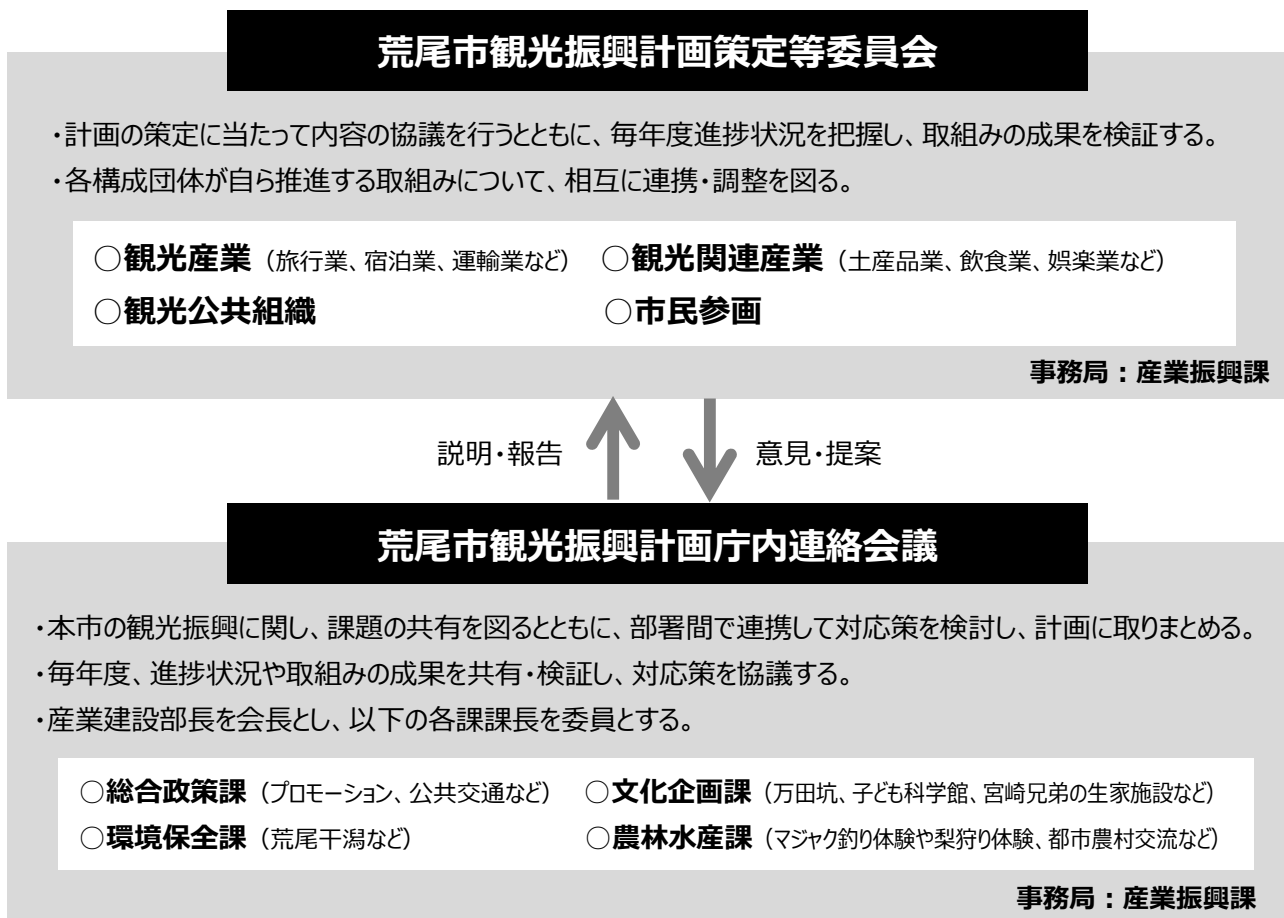 荒尾市観光振興計画策定等委員会
・計画の策定に当たって内容の協議を行うとともに、毎年度進捗状況を把握し、取組みの成果を検証する。
・各構成団体が自ら推進する取組みについて、相互に連携・調整を図る。
○観光産業（旅行業、宿泊業、運輸業など） ○観光関連産業（土産品業、飲食業、娯楽業など）
○観光公共組織 ○市民参画
事務局：産業振興課
説明・報告 意見・提案
荒尾市観光振興計画庁内連絡会議
・本市の観光振興に関し、課題の共有を図るとともに、部署間で連携して対応策を検討し、計画に取りまとめる。
・毎年度、進捗状況や取組みの成果を共有・検証し、対応策を協議する。
・産業建設部長を会長とし、以下の各課課長を委員とする。
○総合政策課（プロモーション、公共交通など） ○文化企画課（万田坑、子ども科学館、宮崎兄弟の生家施設など）
○環境保全課（荒尾干潟など） ○農林水産課（マジャク釣り体験や梨狩り体験、都市農村交流など）
事務局：産業振興課